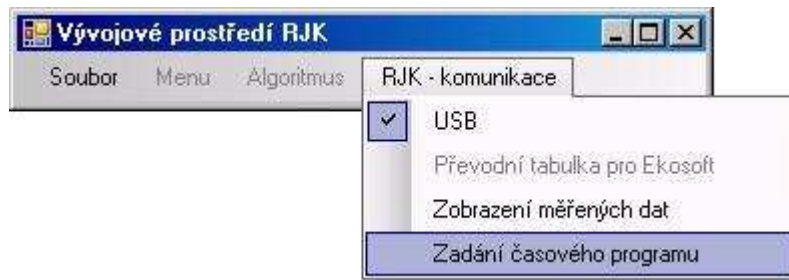 Vývojové prostředí RJK
Soubor Menu Algoritmus RJK - komunikace
USB
Převodní tabulka pro Ekosoft
Zobrazení měřených dat
Zadání časového programu